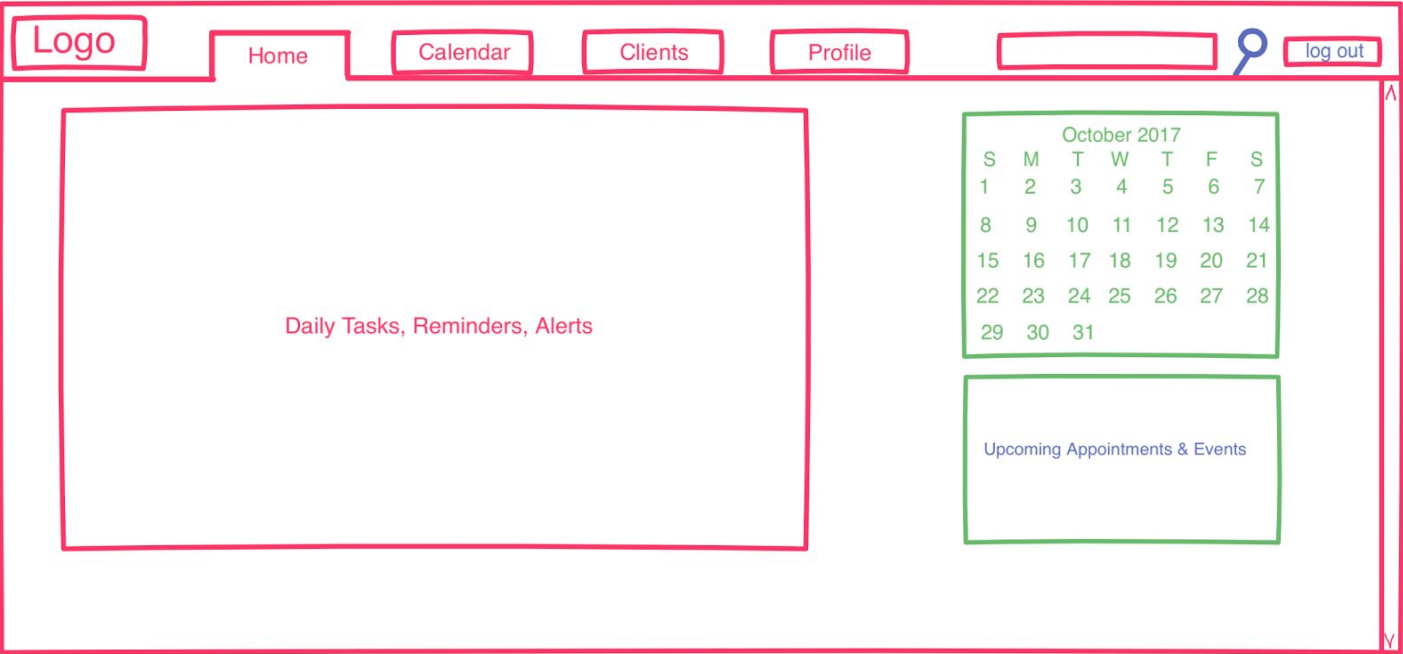 Logo
Home Calendar Clients Profile log out
October 2017
S M T W T F S
1 2 3 4 5 6 7
8 9 10 11 12 13 14
15 16 17 18 19 20 21
22 23 24 25 26 27 28
29 30 31
Daily Tasks, Reminders, Alerts
Upcoming Appointments & Events